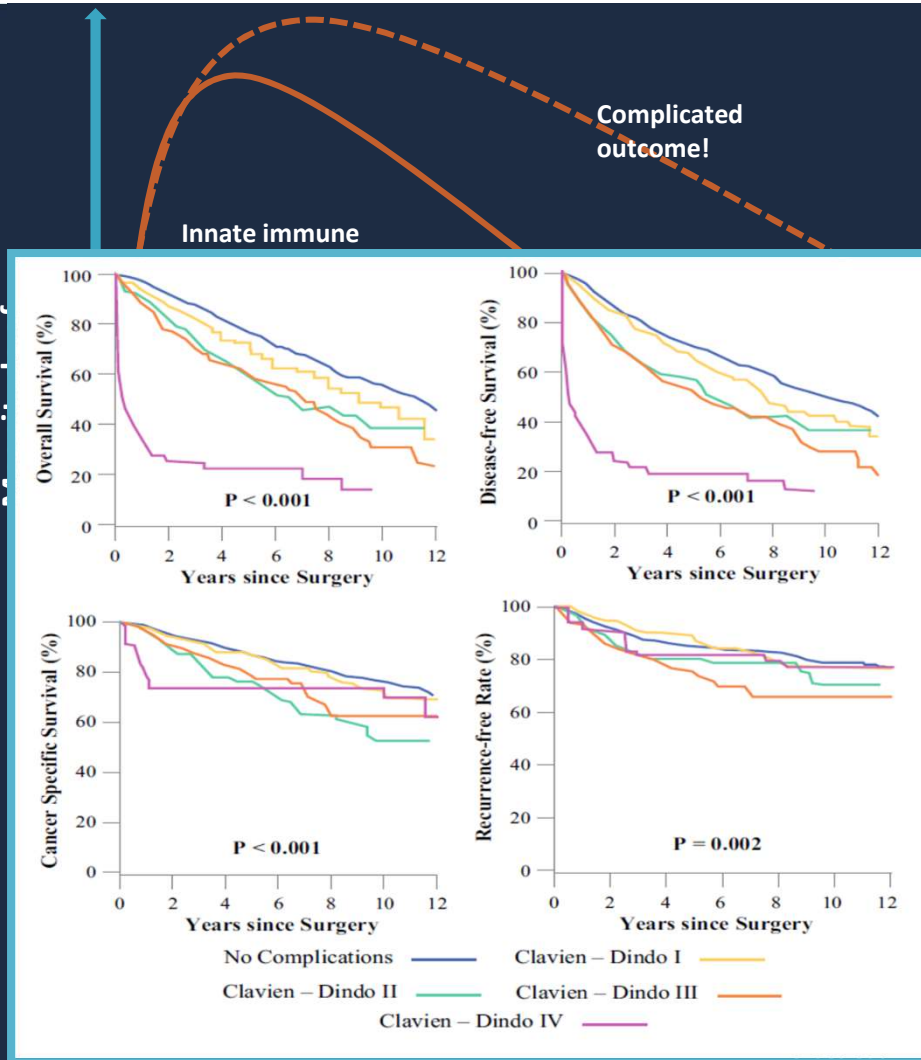 Complicated
outcome!
Innate immune
Overall Survival (%)
100
80
60
40
20
0
P < 0.001
0 2 4 6 8 10 12
Years since Surgery
Disease-free Survival (%)
100
80
60
40
20
0
P < 0.001
0 2 4 6 8 10 12
Years since Surgery
Cancer Specific Survival (%)
100
80
60
40
20
0
P < 0.001
0 2 4 6 8 10 12
Years since Surgery
Recurrence-free Rate (%)
100
80
60
40
20
0
P = 0.002
0 2 4 6 8 10 12
Years since Surgery
No Complications
Clavien – Dindo I
Clavien – Dindo II
Clavien – Dindo III
Clavien – Dindo IV